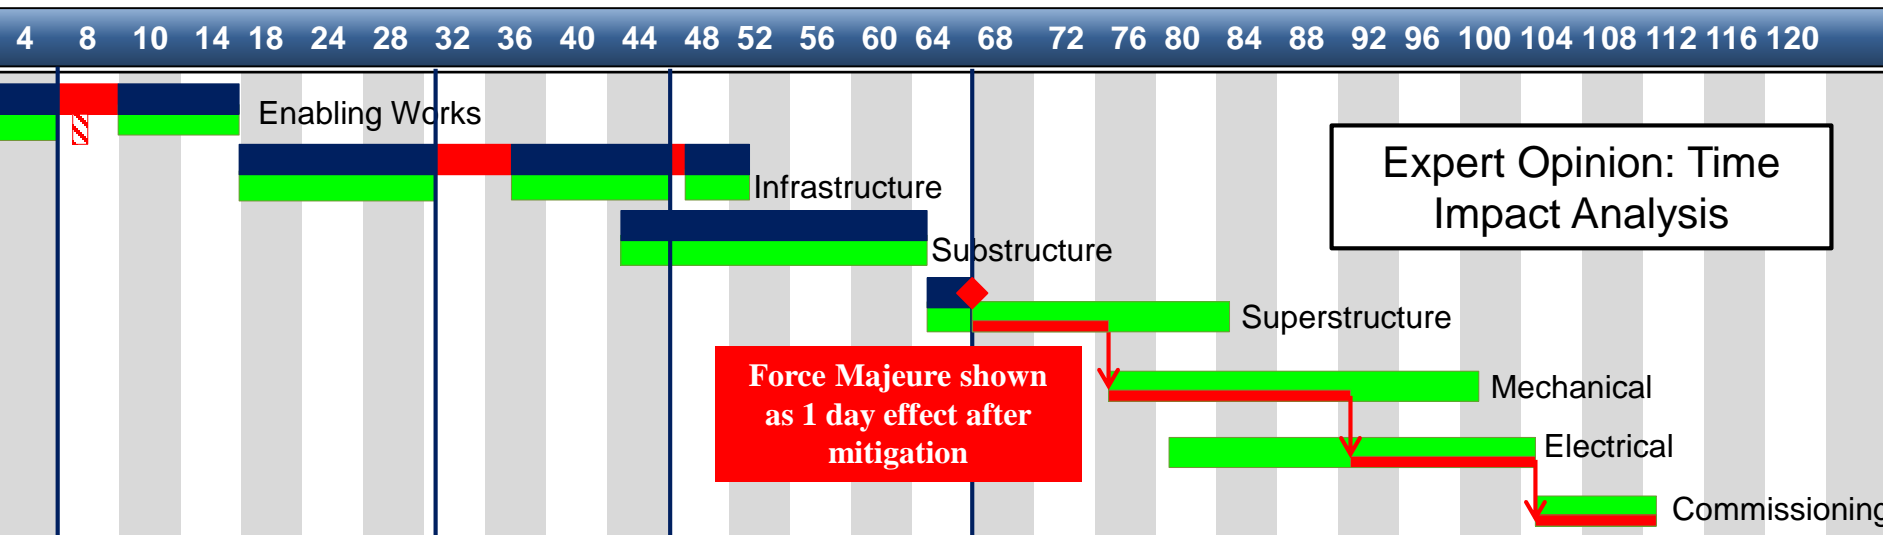 4 8 10 14 18 24 28 32 36 40 44 48 52 56 60 64 68 72 76 80 84 88 92 96 100 104 108 112 116 120
Enabling Works
Expert Opinion: Time
Impact Analysis
Infrastructure
Substructure
Superstructure
Force Majeure shown
as 1 day effect after
mitigation
Mechanical
Electrical
Commissioning